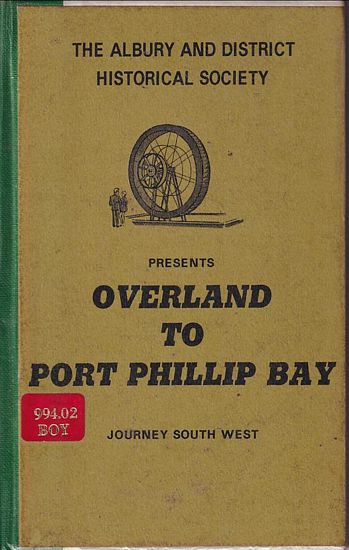 THE ALBURY AND DISTRICT
HISTORICAL SOCIETY
PRESENTS
OVERLAND
TO
PORT PHILLIP BAY
994.02
BOY
JOURNEY SOUTH WEST